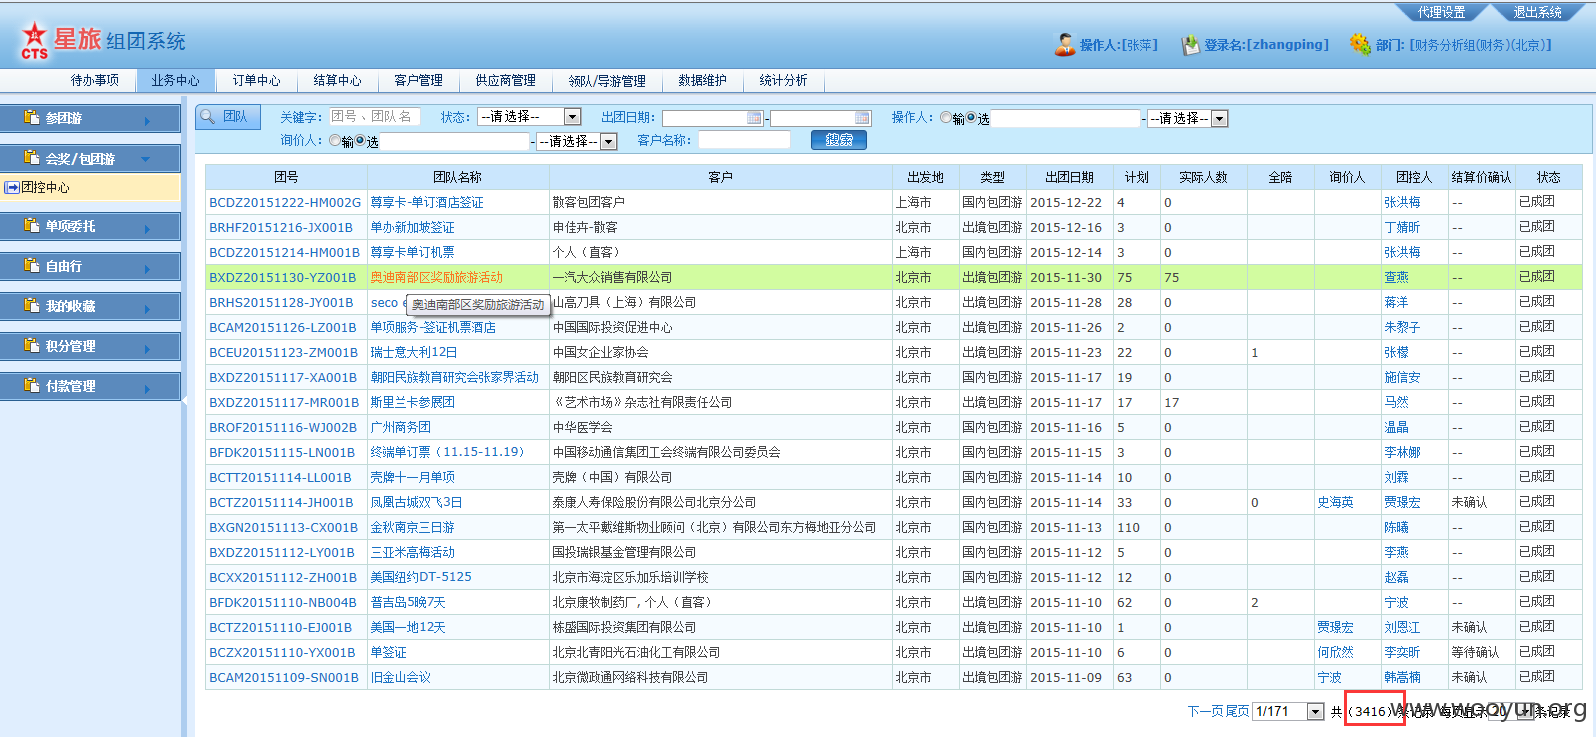 代理设置 退出系统
CTS 星旅 组团系统
操作人:[张萍] 登录名:[zhangping] 部门: [财务分析组(财务)(北京)]
待办事项 业务中心 订单中心 结算中心 客户管理 供应商管理 领队/导游管理 数据维护 统计分析
参团游
会奖/包团游
团控中心
单项委托
自由行
我的收藏
积分管理
付款管理
团队 关键字: 团号、团队名 状态: --请选择-- 出团日期: - 操作人: 输 选 - --请选择--
询价人: 输 选 - --请选择-- 客户名称: 搜索
团号 团队名称 客户 出发地 类型 出团日期 计划 实际人数 全陪 询价人 团控人 结算价确认 状态
BCDZ20151222-HM002G 尊享卡-单订酒店签证 散客包团客户 上海市 国内包团游 2015-12-22 4 0 张洪梅 -- 已成团
BRHF20151216-JX001B 单办新加坡签证 申佳卉-散客 北京市 出境包团游 2015-12-16 3 0 丁婧昕 -- 已成团
BCDZ20151214-HM001B 尊享卡单订机票 个人（直客） 上海市 国内包团游 2015-12-14 3 0 张洪梅 -- 已成团
BXDZ20151130-YZ001B 奥迪南部区奖励旅游活动 一汽大众销售有限公司 北京市 出境包团游 2015-11-30 75 75 查燕 -- 已成团
BRHS20151128-JY001B seco 山高刀具（上海）有限公司 北京市 出境包团游 2015-11-28 28 0 蒋洋 -- 已成团
奥迪南部区奖励旅游活动
BCAM20151126-LZ001B 单项服务-签证机票酒店 中国国际投资促进中心 北京市 出境包团游 2015-11-26 2 0 朱黎子 -- 已成团
BCEU20151123-ZM001B 瑞士意大利12日 中国女企业家协会 北京市 出境包团游 2015-11-23 22 0 1 张檬 -- 已成团
BXDZ20151117-XA001B 朝阳民族教育研究会张家界活动 朝阳区民族教育研究会 北京市 国内包团游 2015-11-17 19 0 施信安 -- 已成团
BXDZ20151117-MR001B 斯里兰卡参展团 《艺术市场》杂志社有限责任公司 北京市 出境包团游 2015-11-17 17 17 马然 -- 已成团
BROF20151116-WJ002B 广州商务团 中华医学会 北京市 国内包团游 2015-11-16 5 0 温晶 -- 已成团
BFDK20151115-LN001B 终端单订票（11.15-11.19） 中国移动通信集团工会终端有限公司委员会 北京市 国内包团游 2015-11-15 3 0 李林娜 -- 已成团
BCTT20151114-LL001B 壳牌十一月单项 壳牌（中国）有限公司 北京市 国内包团游 2015-11-14 10 0 刘霖 -- 已成团
BCTZ20151114-JH001B 凤凰古城双飞3日 泰康人寿保险股份有限公司北京分公司 北京市 国内包团游 2015-11-14 33 0 0 史海英 贾璟宏 未确认 已成团
BXGN20151113-CX001B 金秋南京三日游 第一太平戴维斯物业顾问（北京）有限公司东方梅地亚分公司 北京市 国内包团游 2015-11-13 110 0 陈曦 -- 已成团
BXDZ20151112-LY001B 三亚米高梅活动 国投瑞银基金管理有限公司 北京市 国内包团游 2015-11-12 5 0 李燕 -- 已成团
BCXX20151112-ZH001B 美国纽约DT-5125 北京市海淀区乐加乐培训学校 北京市 出境包团游 2015-11-12 12 0 赵磊 -- 已成团
BFDK20151110-NB004B 普吉岛5晚7天 北京康牧制药厂,个人（直客） 北京市 出境包团游 2015-11-10 62 0 2 宁波 -- 已成团
BCTZ20151110-EJ001B 美国一地12天 栋盛国际投资集团有限公司 北京市 出境包团游 2015-11-10 1 0 贾璟宏 刘恩江 未确认 已成团
BCZX20151110-YX001B 单签证 北京北青阳光石油化工有限公司 北京市 出境包团游 2015-11-10 6 0 何欣然 李奕昕 等待确认 已成团
BCAM20151109-SN001B 旧金山会议 北京微政通网络科技有限公司 北京市 出境包团游 2015-11-09 63 0 宁波 韩嵩楠 未确认 已成团
下一页 尾页 1/171 共（3416）条记录 每页显示 20 条记录
www.wooyun.org